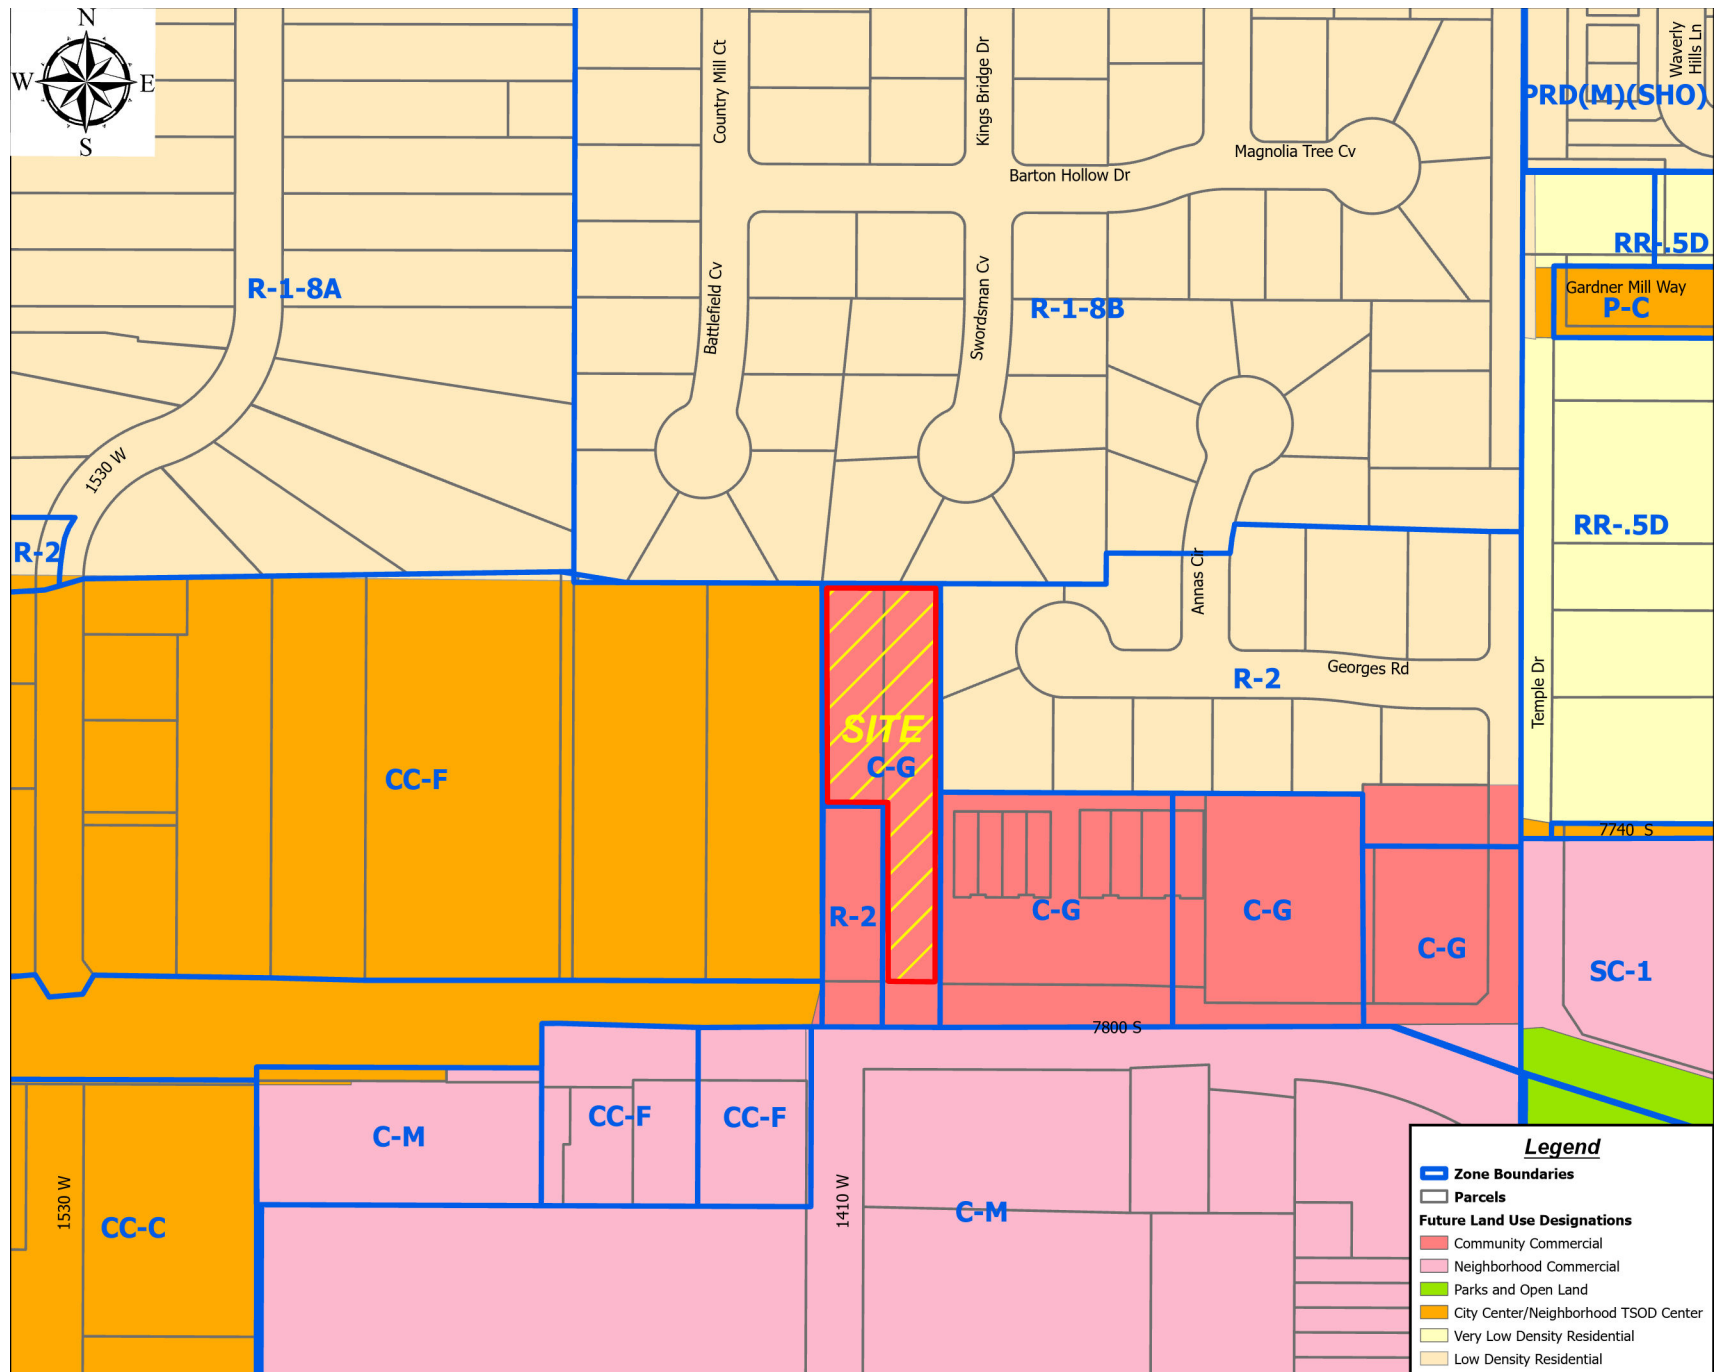 N
W E
S
Country Mill Ct
Kings Bridge Dr
Waverly
Hills Ln
PRD(M)(SHO)
Magnolia Tree Cv
Barton Hollow Dr
RR-.5D
R-1-8A
Battlefield Cv
Swordsman Cv
R-1-8B
Gardner Mill Way
P-C
1530 W
R-2
RR-.5D
Annas Cir
Georges Rd
R-2
Temple Dr
SITE
C-G
CC-F
7740 S
R-2
C-G
C-G
C-G
SC-1
7800 S
CC-F
CC-F
C-M
1530 W
1410 W
C-M
CC-C
Legend
Zone Boundaries
Parcels
Future Land Use Designations
Community Commercial
Neighborhood Commercial
Parks and Open Land
City Center/Neighborhood TSOD Center
Very Low Density Residential
Low Density Residential